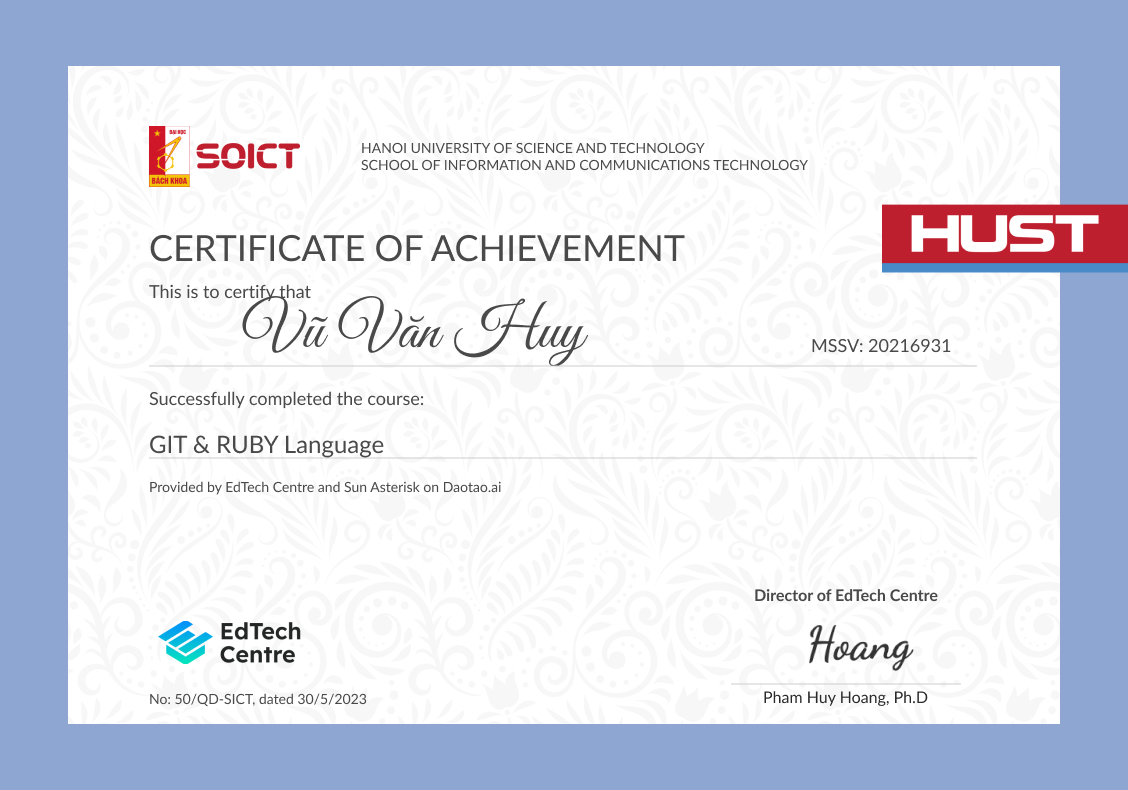 ĐẠI HỌC
BÁCH KHOA
SOICT
HANOI UNIVERSITY OF SCIENCE AND TECHNOLOGY
SCHOOL OF INFORMATION AND COMMUNICATIONS TECHNOLOGY
HUST
CERTIFICATE OF ACHIEVEMENT
This is to certify that
Vũ Văn Huy
MSSV: 20216931
Successfully completed the course:
GIT & RUBY Language
Provided by EdTech Centre and Sun Asterisk on Daotao.ai
Director of EdTech Centre
EdTech
Centre
Hoang
No: 50/QD-SICT, dated 30/5/2023
Pham Huy Hoang, Ph.D